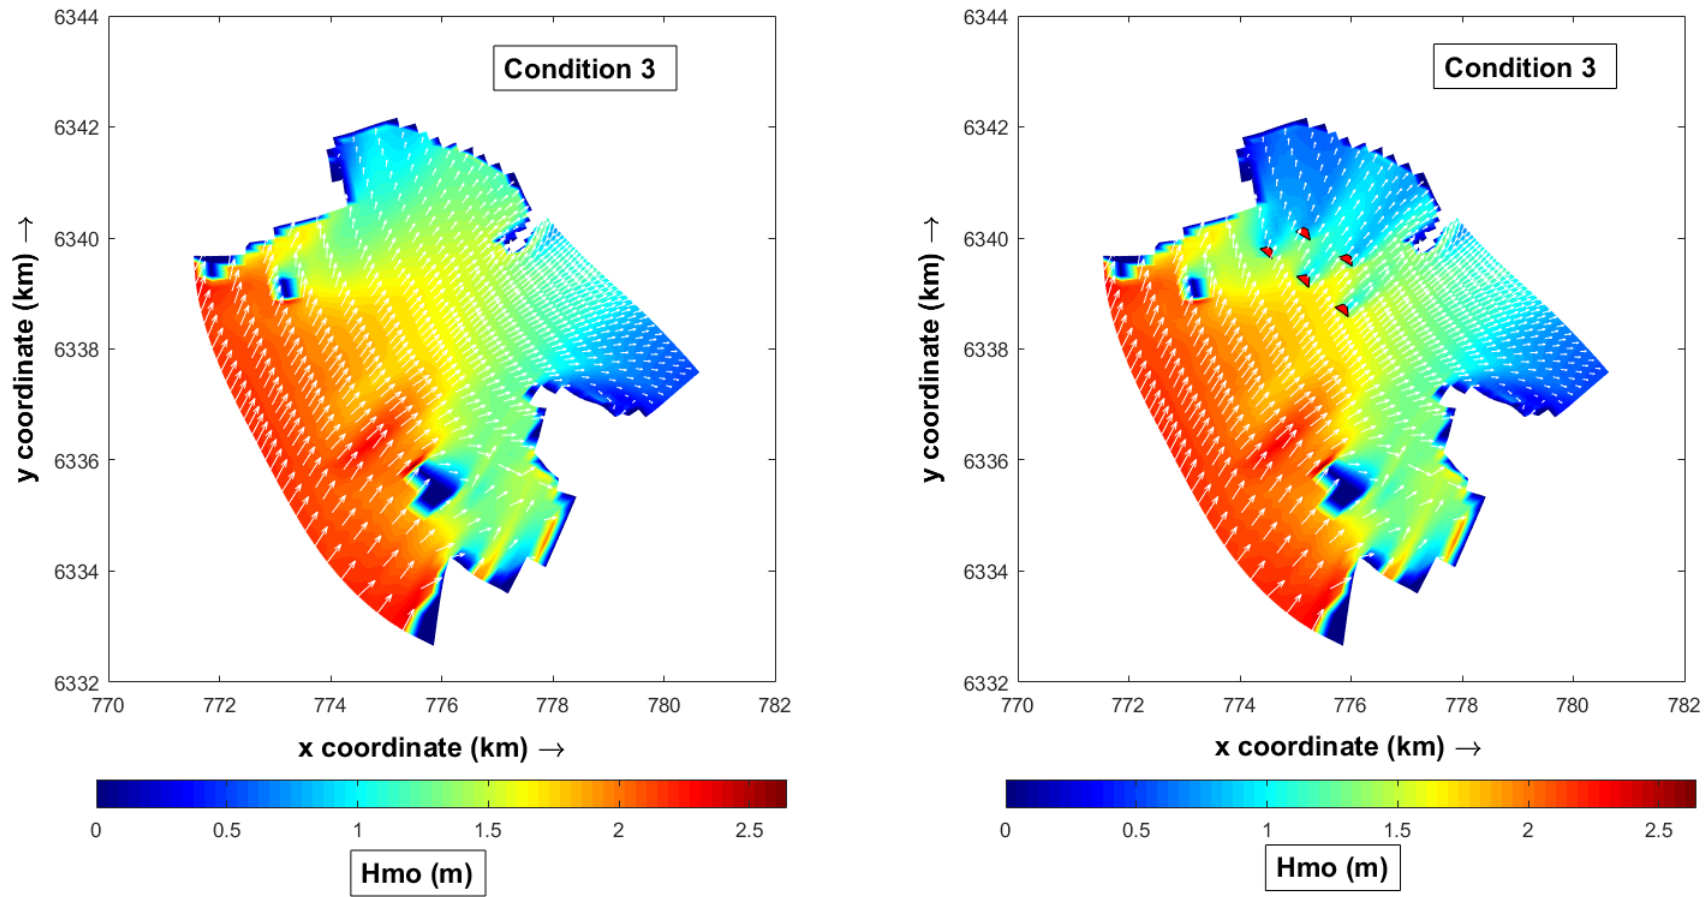 Condition 3
6344
6342
6340
6338
6336
6334
6332
y coordinate (km) →
770 772 774 776 778 780 782
x coordinate (km) →
0 0.5 1 1.5 2 2.5
Hmo (m)
Condition 3
6344
6342
6340
6338
6336
6334
6332
y coordinate (km) →
770 772 774 776 778 780 782
x coordinate (km) →
0 0.5 1 1.5 2 2.5
Hmo (m)